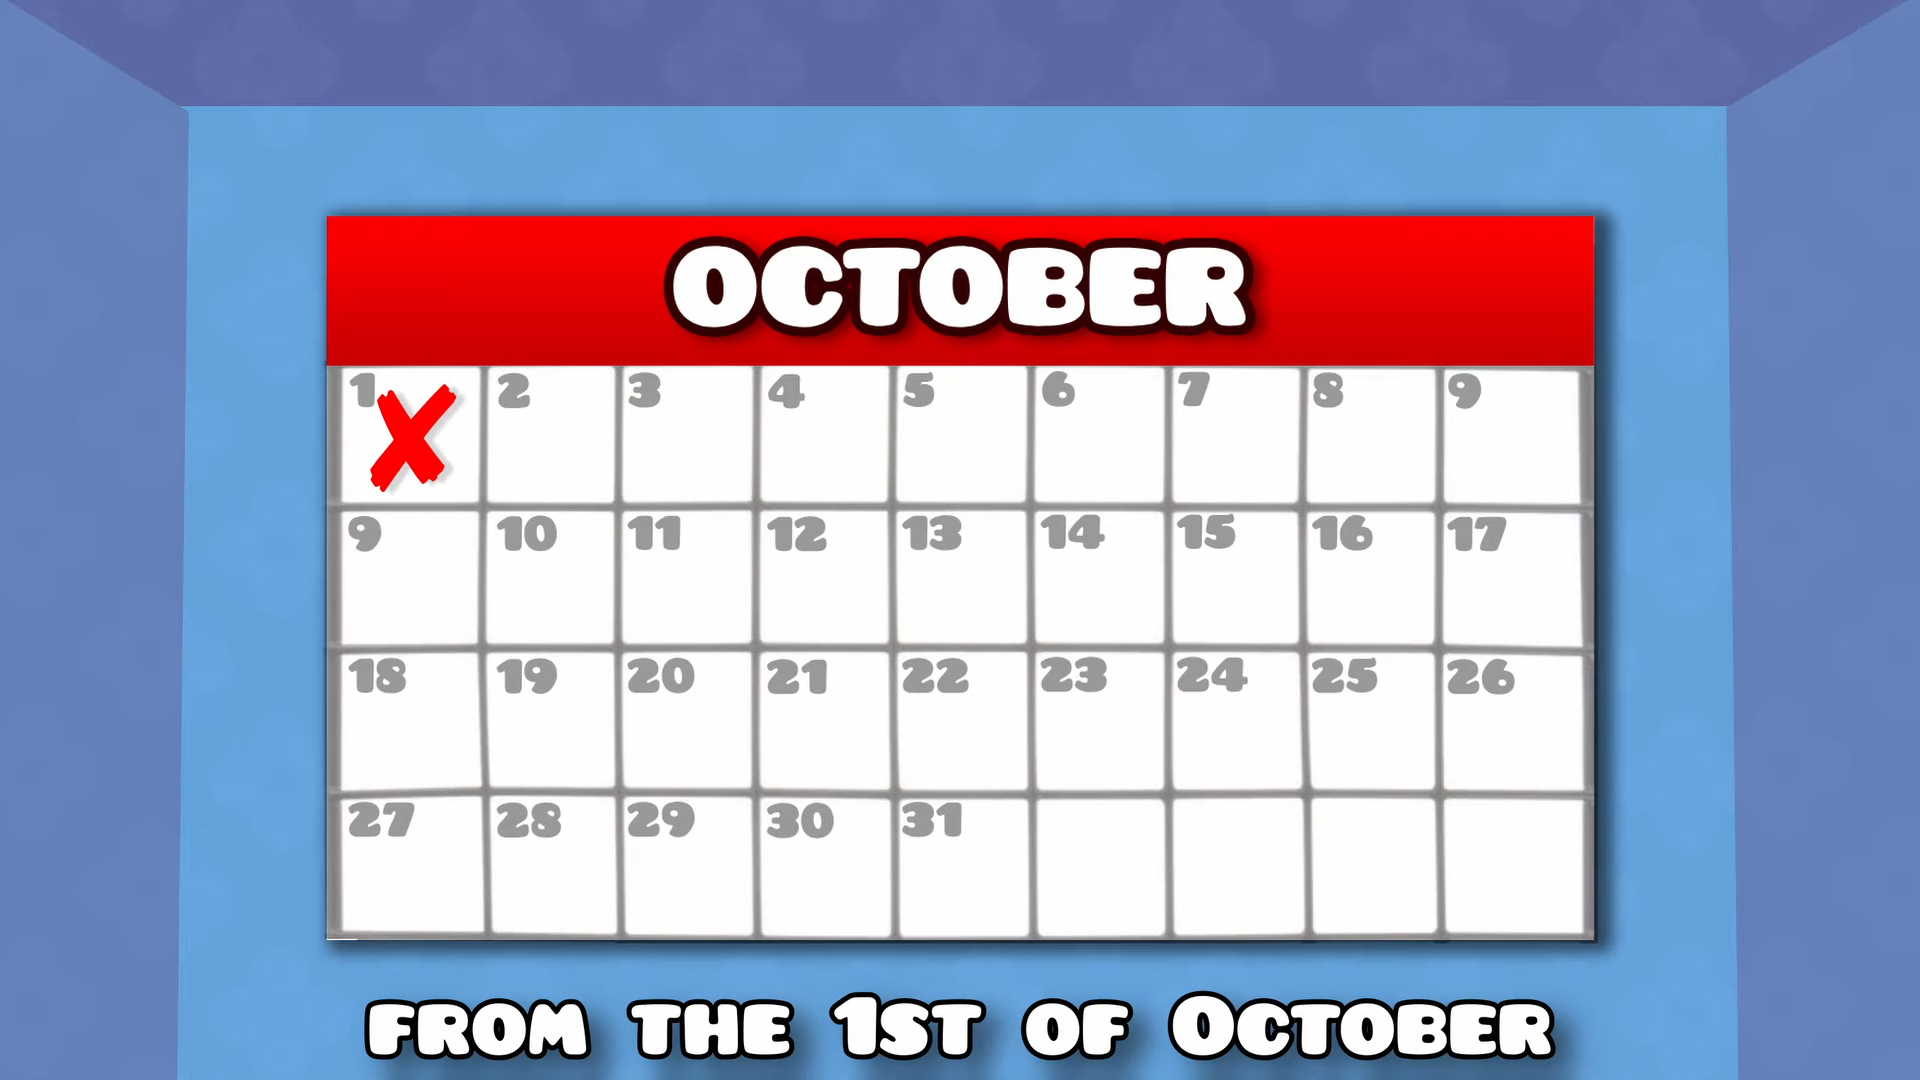 OCTOBER
1 X 2 3 4 5 6 7 8 9
9 10 11 12 13 14 15 16 17
18 19 20 21 22 23 24 25 26
27 28 29 30 31
FROM THE 1ST OF OCTOBER